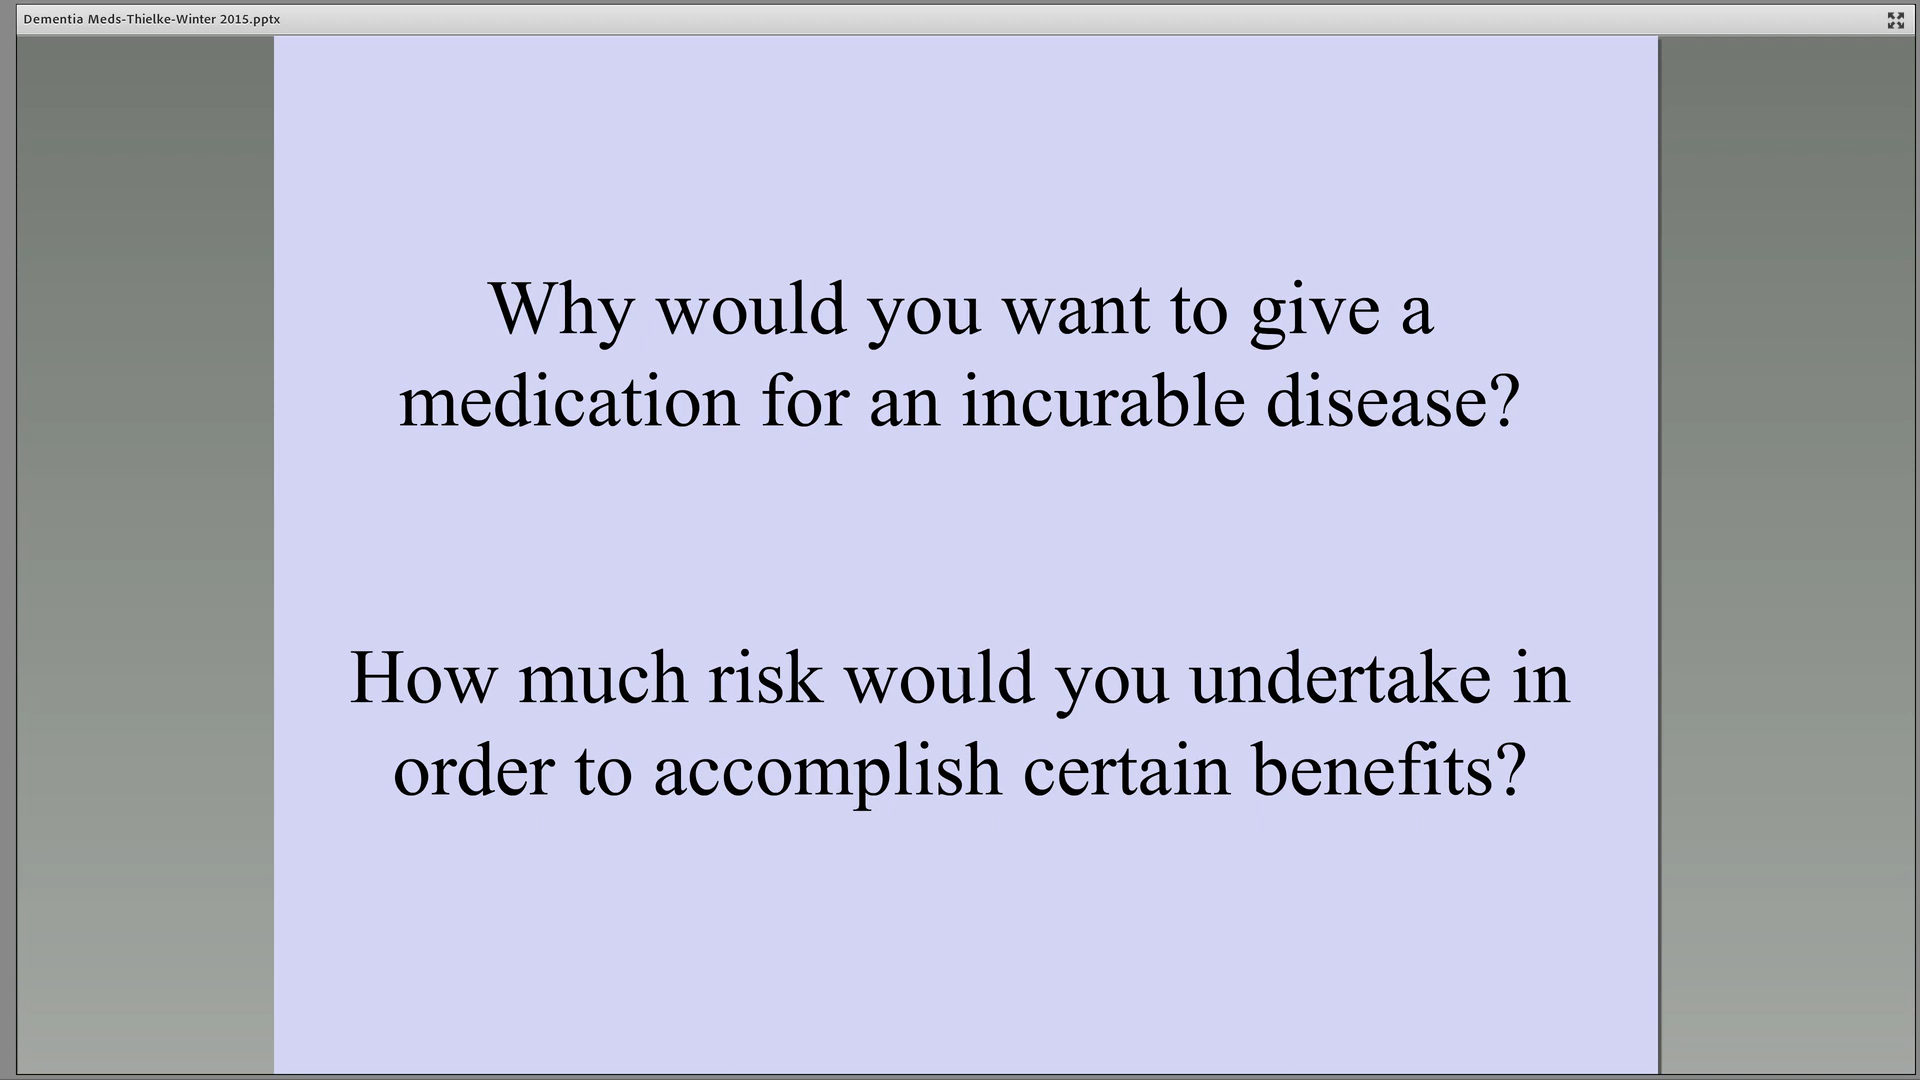 Dementia Meds-Thielke-Winter 2015.pptx
Why would you want to give a
medication for an incurable disease?
How much risk would you undertake in
order to accomplish certain benefits?